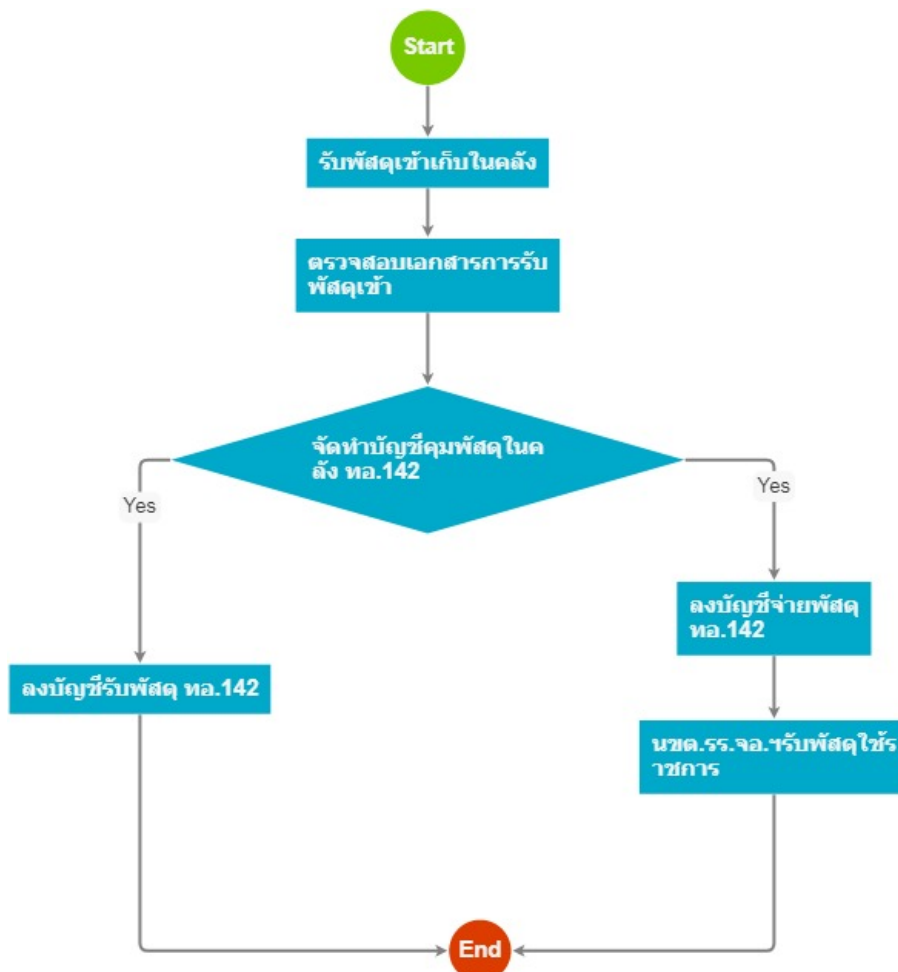 Start
รับพัสดุเข้าเก็บในคลัง
ตรวจสอบเอกสารการรับ
พัสดุเข้า
จัดทำบัญชีคุมพัสดุในค
ลัง ทอ.142
Yes
Yes
ลงบัญชีจ่ายพัสดุ
ทอ.142
ลงบัญชีรับพัสดุ ทอ.142
นขต.รร.จอ.ฯรับพัสดุใช้ร
าชการ
End